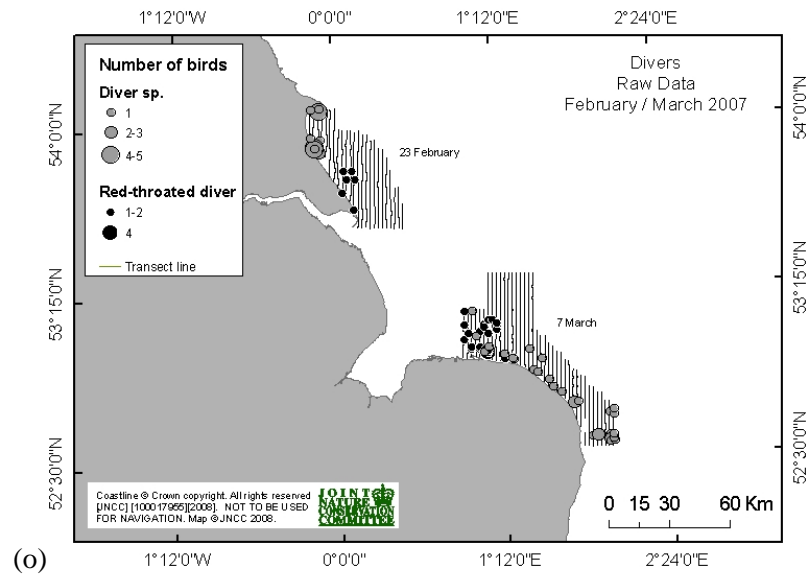 1°12'0"W 0°0'0" 1°12'0"E 2°24'0"E
Number of birds
Diver sp.
1
2-3
4-5
Red-throated diver
1-2
4
Transect line
Divers
Raw Data
February / March 2007
23 February
7 March
54°0'0"N
53°15'0"N
52°30'0"N
54°0'0"N
53°15'0"N
52°30'0"N
Coastline © Crown copyright. All rights reserved
[JNCC] [100017955][2008]. NOT TO BE USED
FOR NAVIGATION. Map © JNCC 2008.
JOINT
NATURE
CONSERVATION
COMMITTEE
0 15 30 60 Km
(o)
1°12'0"W 0°0'0" 1°12'0"E 2°24'0"E